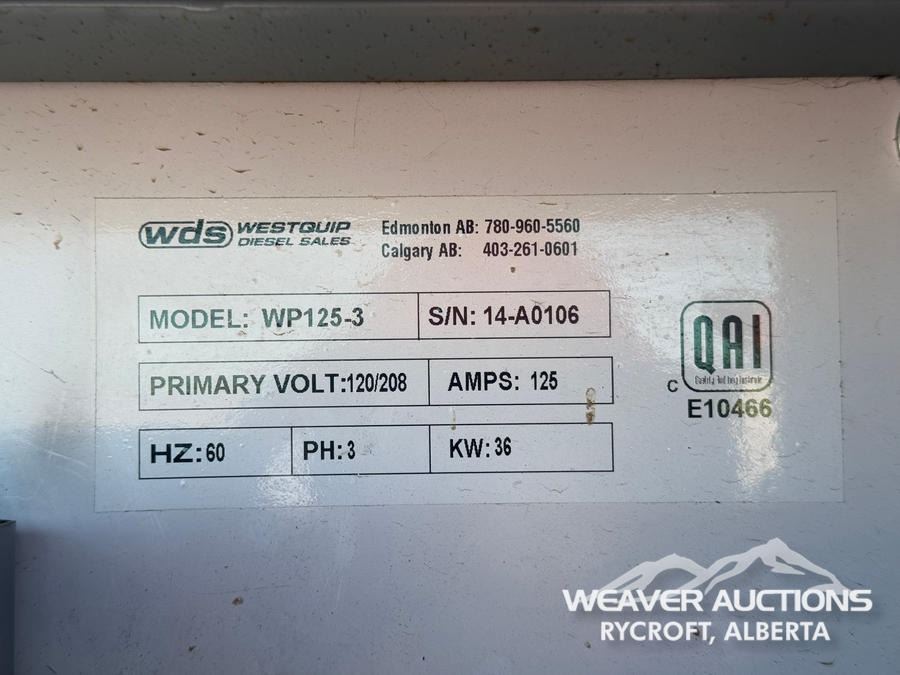 wds WESTQUIP DIESEL SALES
Edmonton AB: 780-960-5560
Calgary AB: 403-261-0601
MODEL: WP125-3
S/N: 14-A0106
PRIMARY VOLT:120/208
AMPS: 125
HZ:60
PH:3
KW:36
QAI
C
E10466
WEAVER AUCTIONS
RYCROFT, ALBERTA